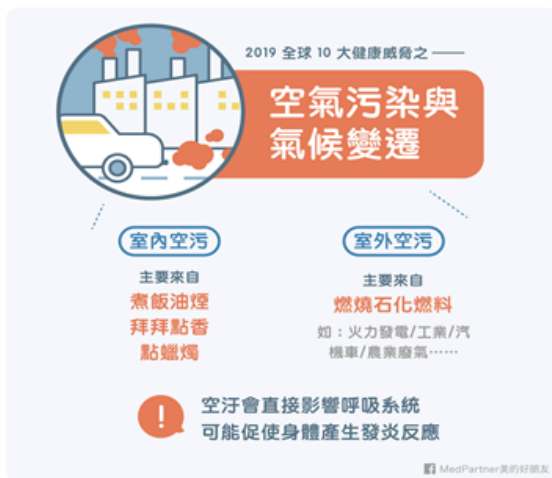 2019 全球 10 大健康威脅之
空氣污染與
氣候變遷
室內空污
主要來自
煮飯油煙
拜拜點香
點蠟燭
室外空污
主要來自
燃燒石化燃料
如：火力發電/工業/汽
機車/農業廢氣⋯⋯
!
空汙會直接影響呼吸系統
可能促使身體產生發炎反應
MedPartner美的好朋友